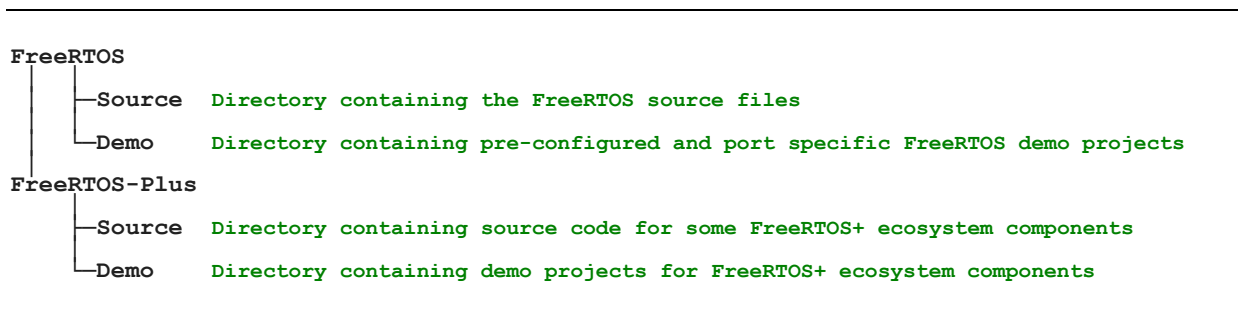 FreeRTOS
Source Directory containing the FreeRTOS source files
Demo Directory containing pre-configured and port specific FreeRTOS demo projects
FreeRTOS-Plus
Source Directory containing source code for some FreeRTOS+ ecosystem components
Demo Directory containing demo projects for FreeRTOS+ ecosystem components